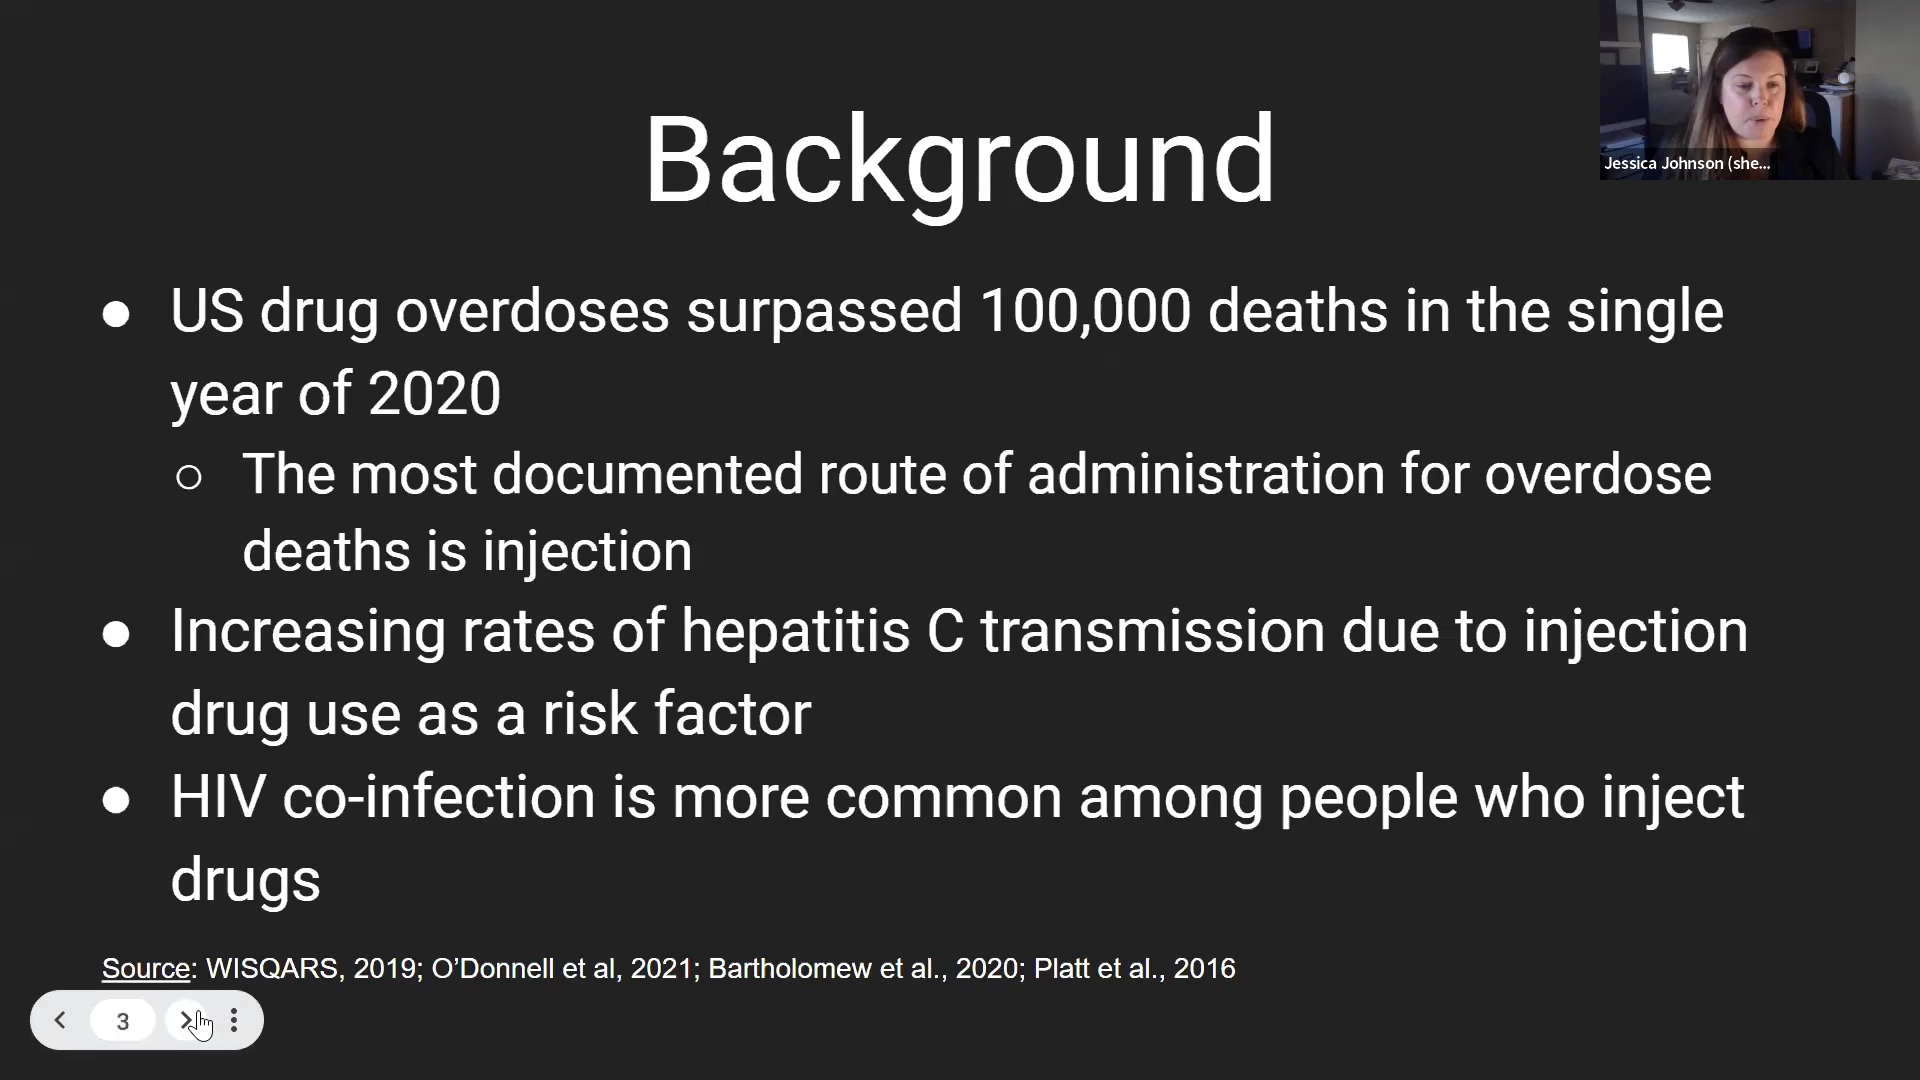 Background
Jessica Johnson (she...
● US drug overdoses surpassed 100,000 deaths in the single
year of 2020
○ The most documented route of administration for overdose
deaths is injection
● Increasing rates of hepatitis C transmission due to injection
drug use as a risk factor
● HIV co-infection is more common among people who inject
drugs
Source: WISQARS, 2019; O’Donnell et al, 2021; Bartholomew et al., 2020; Platt et al., 2016
3